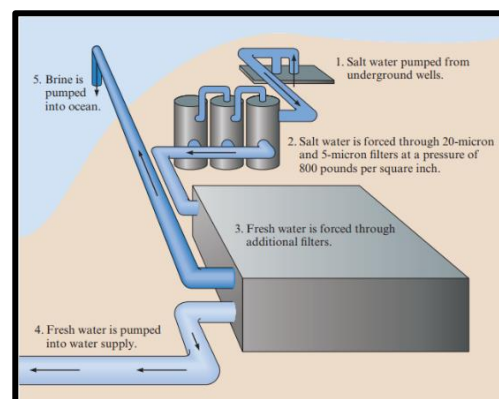 1. Salt water pumped from
underground wells.
5. Brine is
pumped
into ocean.
2. Salt water is forced through 20-micron
and 5-micron filters at a pressure of
800 pounds per square inch.
3. Fresh water is forced through
additional filters.
4. Fresh water is pumped
into water supply.